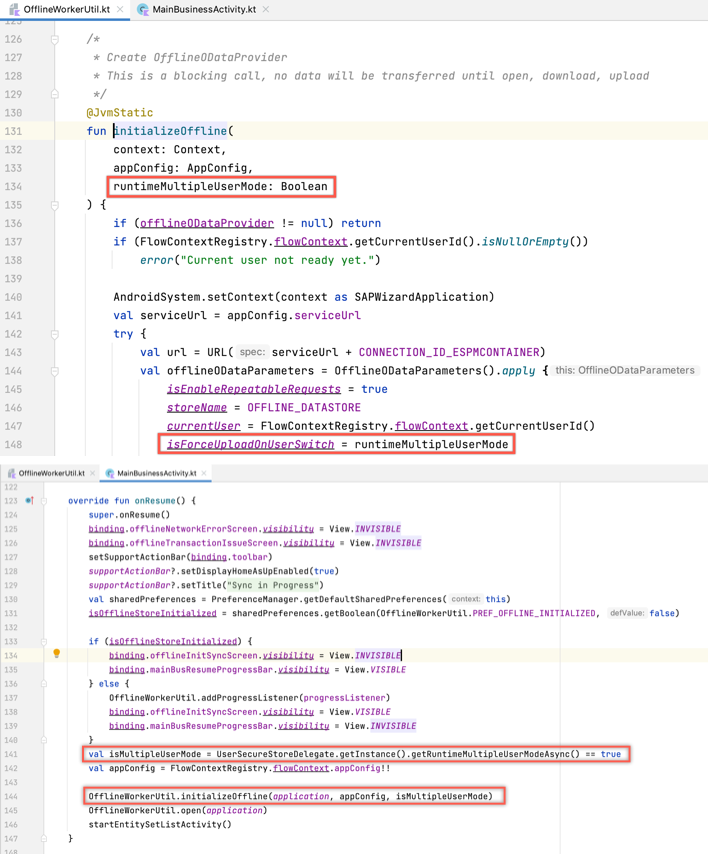 OfflineWorkerUtil.kt × MainBusinessActivity.kt ×
125
126 /*
127 * Create OfflineODataProvider
128 * This is a blocking call, no data will be transferred until open, download, upload
129 */
130 @JvmStatic
131 fun initializeOffline(
132 context: Context,
133 appConfig: AppConfig,
134 runtimeMultipleUserMode: Boolean
135 ) {
136 if (offlineODataProvider != null) return
137 if (FlowContextRegistry.flowContext.getCurrentUserId().isNullOrEmpty())
138 error("Current user not ready yet.")
139
140 AndroidSystem.setContext(context as SAPWizardApplication)
141 val serviceUrl = appConfig.serviceUrl
142 try {
143 val url = URL( spec: serviceUrl + CONNECTION_ID_ESPMCONTAINER)
144 val offlineODataParameters = OfflineODataParameters().apply { this: OfflineODataParameters
145 isEnableRepeatableRequests = true
146 storeName = OFFLINE_DATASTORE
147 currentUser = FlowContextRegistry.flowContext.getCurrentUserId()
148 isForceUploadOnUserSwitch = runtimeMultipleUserMode
OfflineWorkerUtil.kt × MainBusinessActivity.kt ×
122
123 override fun onResume() {
124 super.onResume()
125 binding.offlineNetworkErrorScreen.visibility = View.INVISIBLE
126 binding.offlineTransactionIssueScreen.visibility = View.INVISIBLE
127 setSupportActionBar(binding.toolbar)
128 supportActionBar?.setDisplayHomeAsUpEnabled(true)
129 supportActionBar?.setTitle("Sync in Progress")
130 val sharedPreferences = PreferenceManager.getDefaultSharedPreferences( context: this)
131 isOfflineStoreInitialized = sharedPreferences.getBoolean(OfflineWorkerUtil.PREF_OFFLINE_INITIALIZED, defValue: false)
132
133 if (isOfflineStoreInitialized) {
134 binding.offlineInitSyncScreen.visibility = View.INVISIBLE
135 binding.mainBusResumeProgressBar.visibility = View.VISIBLE
136 } else {
137 OfflineWorkerUtil.addProgressListener(progressListener)
138 binding.offlineInitSyncScreen.visibility = View.VISIBLE
139 binding.mainBusResumeProgressBar.visibility = View.INVISIBLE
140 }
141 val isMultipleUserMode = UserSecureStoreDelegate.getInstance().getRuntimeMultipleUserModeAsync() == true
142 val appConfig = FlowContextRegistry.flowContext.appConfig!!
143
144 OfflineWorkerUtil.initializeOffline(application, appConfig, isMultipleUserMode)
145 OfflineWorkerUtil.open(application)
146 startEntitySetListActivity()
147 }
148